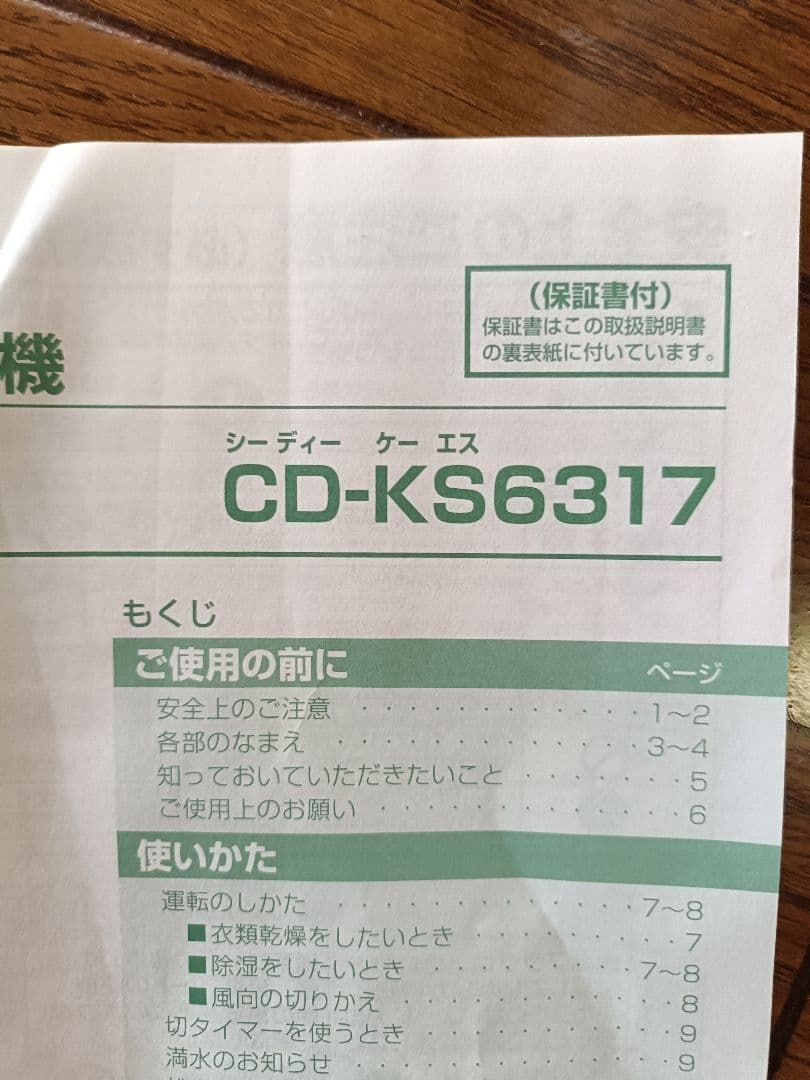 （保証書付）
保証書はこの取扱説明書
の裏表紙に付いています。
機
シー ディー ケー エス
CD-KS6317
もくじ
ご使用の前に ページ
安全上のご注意 ・・・・・・・・・・・・1〜2
各部のなまえ ・・・・・・・・・・・・・3〜4
知っておいていただきたいこと ・・・・・・・5
ご使用上のお願い ・・・・・・・・・・・・6
使いかた
運転のしかた ・・・・・・・・・・・・7〜8
■衣類乾燥をしたいとき ・・・・・・・・・7
■除湿をしたいとき ・・・・・・・・・7〜8
■風向の切りかえ ・・・・・・・・・・・8
切タイマーを使うとき ・・・・・・・・・・9
満水のお知らせ ・・・・・・・・・・・・・9